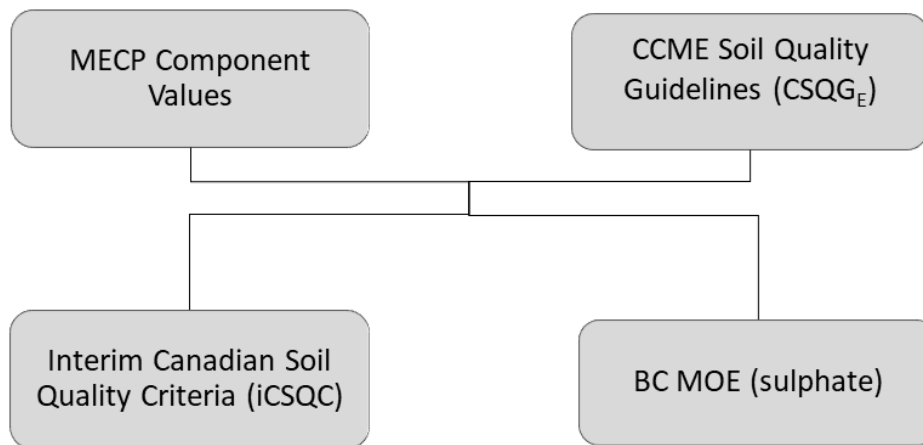 MECP Component
Values
CCME Soil Quality
Guidelines (CSQGE)
Interim Canadian Soil
Quality Criteria (iCSQC)
BC MOE (sulphate)